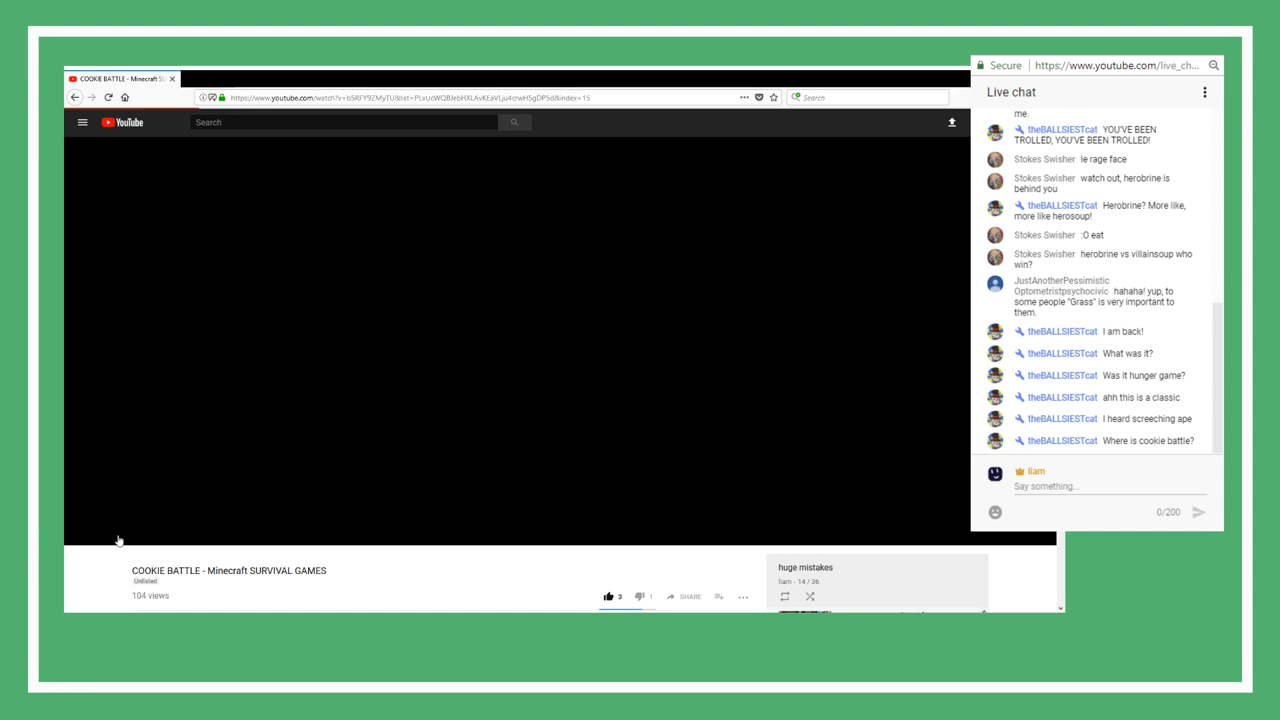 COOKIE BATTLE - Minecraft SU
https://www.youtube.com/watch?v=
Search
YouTube
Search
COOKIE BATTLE - Minecraft SURVIVAL GAMES
Unlisted
104 views
3
1
SHARE
huge mistakes
liam - 14 / 36
Secure
https://www.youtube.com/live_ch...
Live chat
me.
theBALLSIESTcat YOU'VE BEEN
TROLLED, YOU'VE BEEN TROLLED!
Stokes Swisher le rage face
Stokes Swisher watch out, herobrine is
behind you
theBALLSIESTcat Herobrine? More like,
more like herosoup!
Stokes Swisher :O eat
Stokes Swisher herobrine vs villainsoup who
win?
JustAnotherPessimistic
Optometristpsychocivic hahaha! yup, to
some people "Grass" is very important to
them.
theBALLSIESTcat I am back!
theBALLSIESTcat What was it?
theBALLSIESTcat Was it hunger game?
theBALLSIESTcat ahh this is a classic
theBALLSIESTcat I heard screeching ape
theBALLSIESTcat Where is cookie battle?
liam
Say something...
0/200